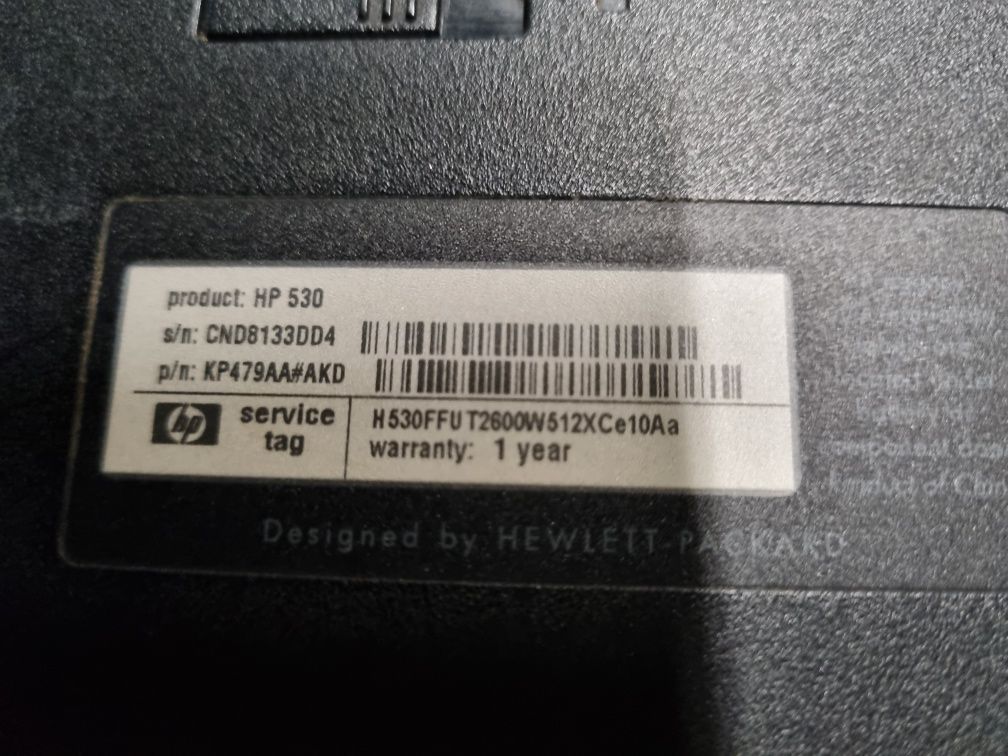 product: HP 530
s/n: CND8133DD4
p/n: KP479AA#AKD
hp
service
tag
H530FFUT2600W512XCe10Aa
warranty: 1 year
Designed by HEWLETT-PACKARD